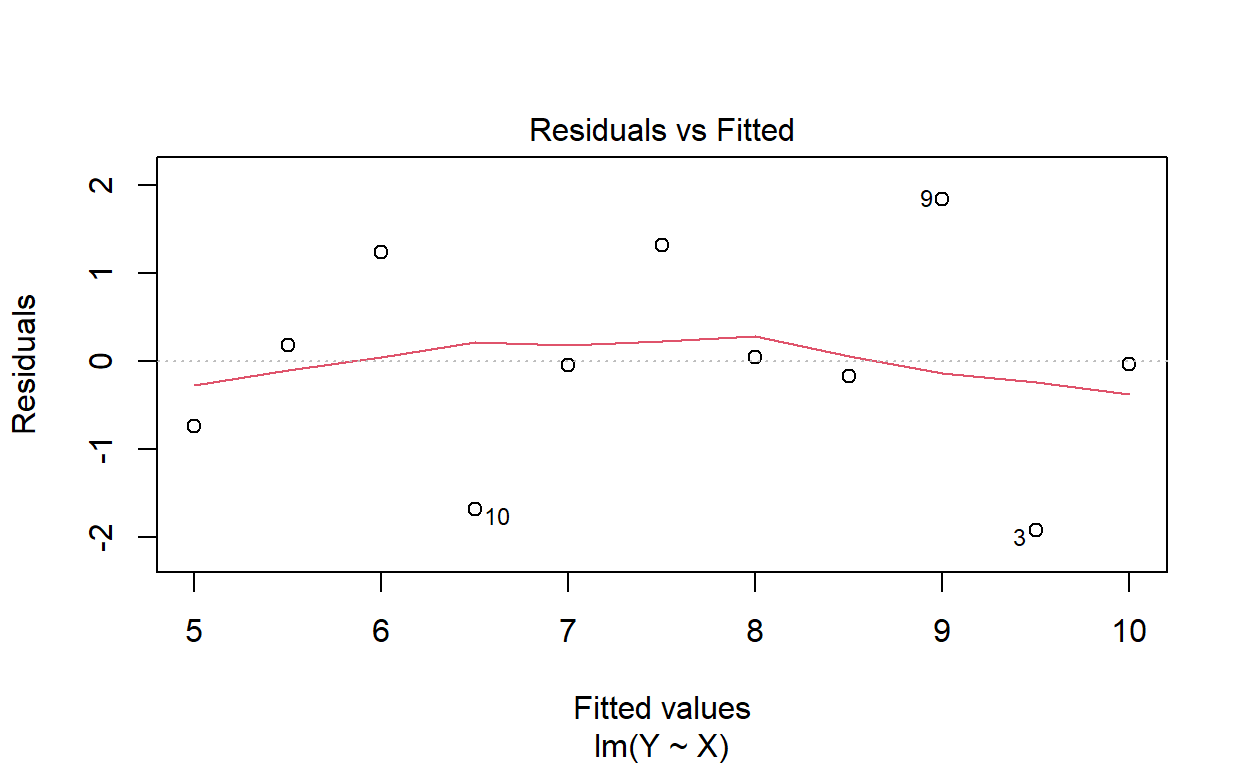 Residuals vs Fitted
Residuals
2
1
0
-1
-2
9
10
3
5 6 7 8 9 10
Fitted values
lm(Y ~ X)